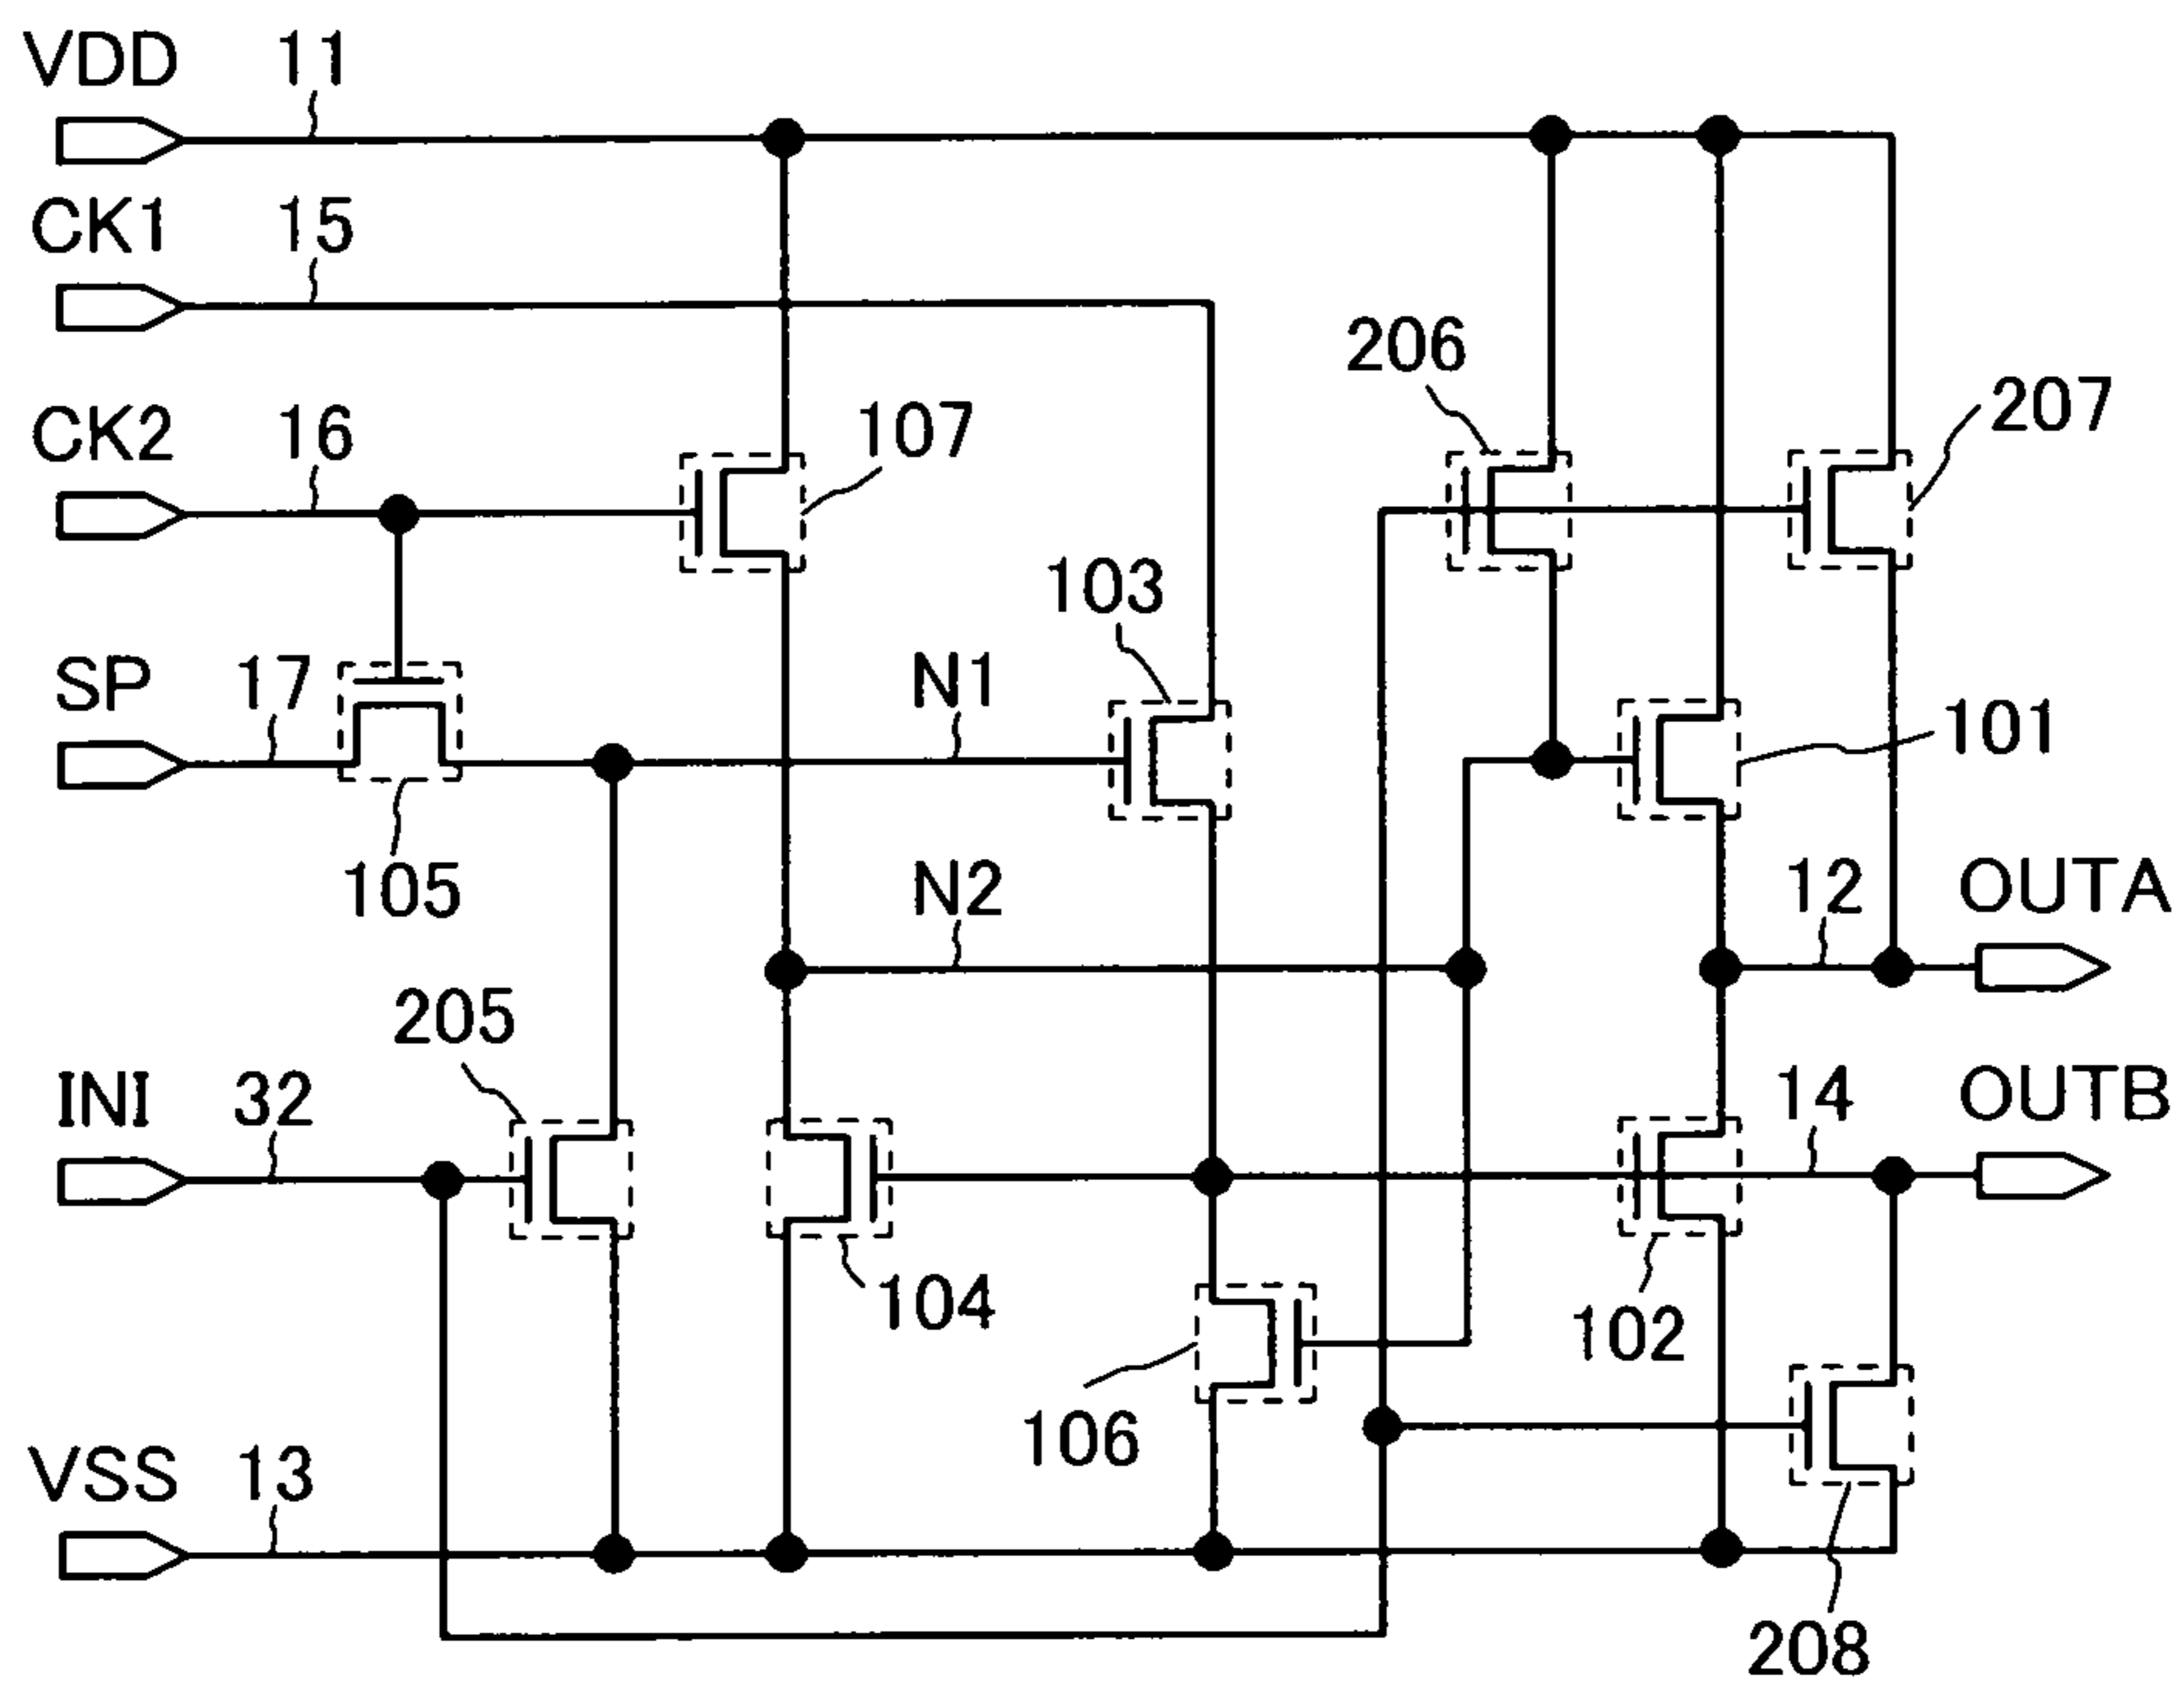 VDD 11
CK1 15
206
CK2 16
107
207
103
SP 17
N1
101
105
N2
12 OUTA
205
INI 32
14 OUTB
104
102
106
VSS 13
208